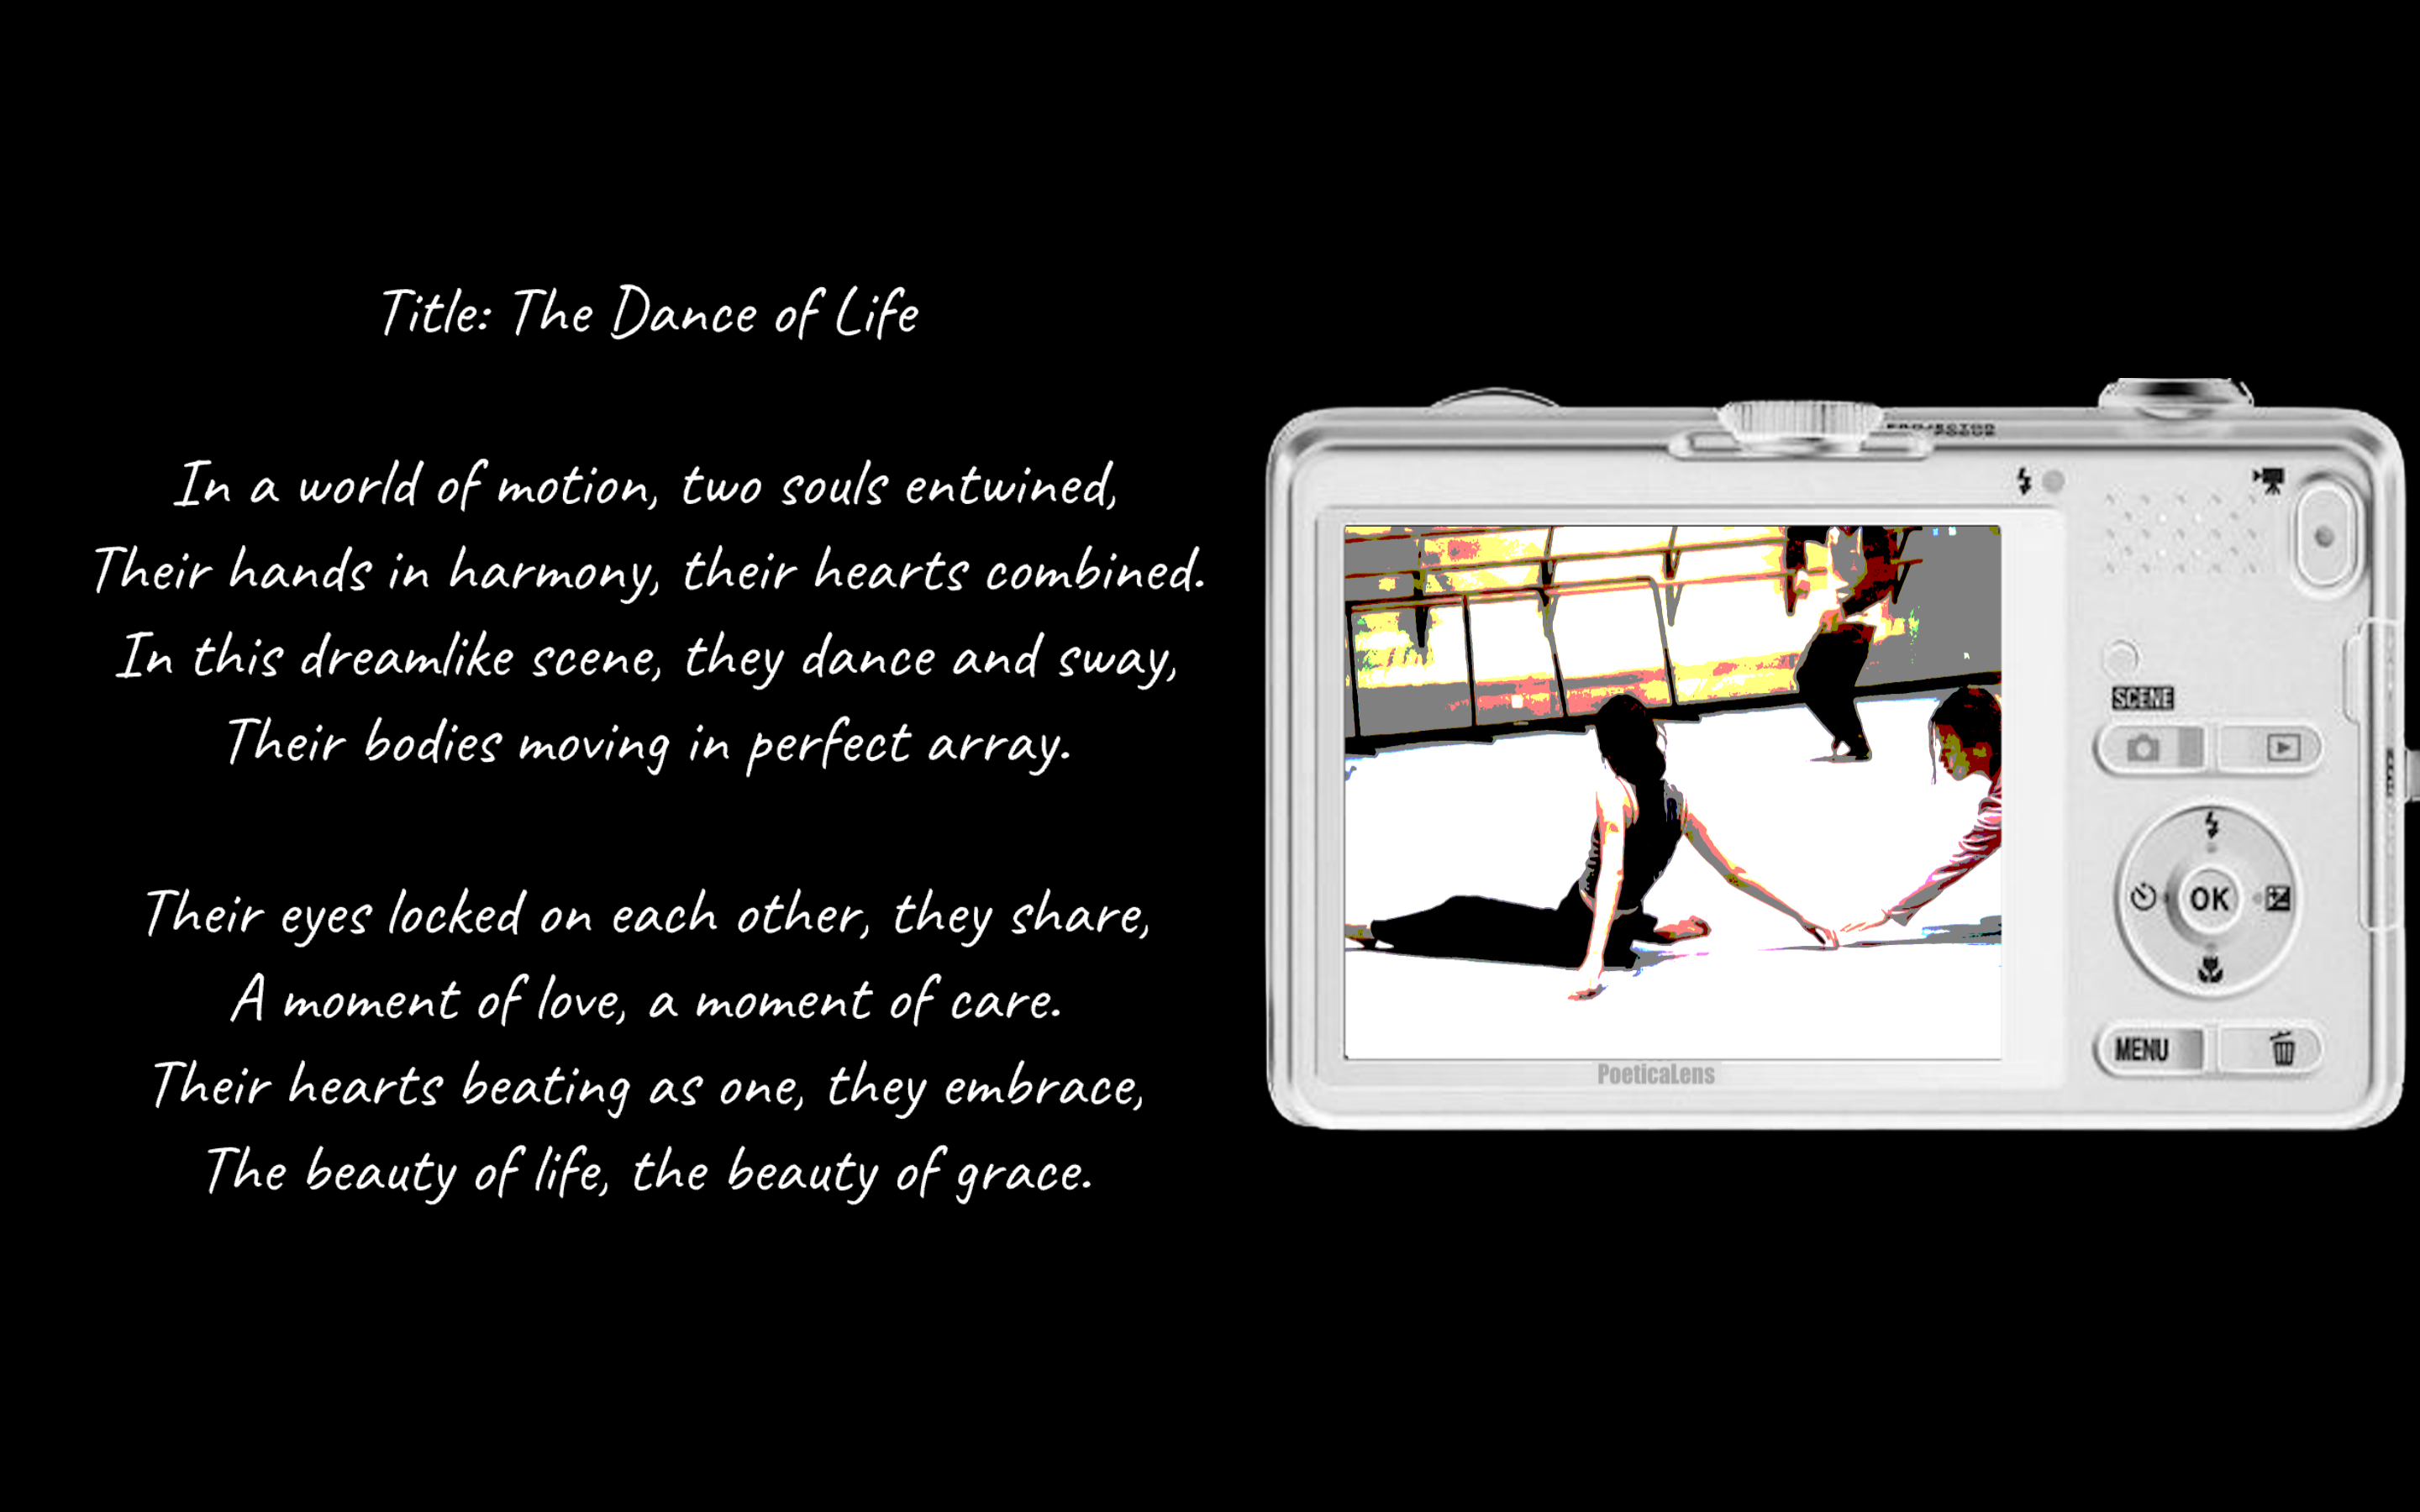 Title: The Dance of Life
In a world of motion, two souls entwined,
Their hands in harmony, their hearts combined.
In this dreamlike scene, they dance and sway,
Their bodies moving in perfect array.
Their eyes locked on each other, they share,
A moment of love, a moment of care.
Their hearts beating as one, they embrace,
The beauty of life, the beauty of grace.
PROJECTOR
FOCUS
SCENE
OK
MENU
PoeticaLens